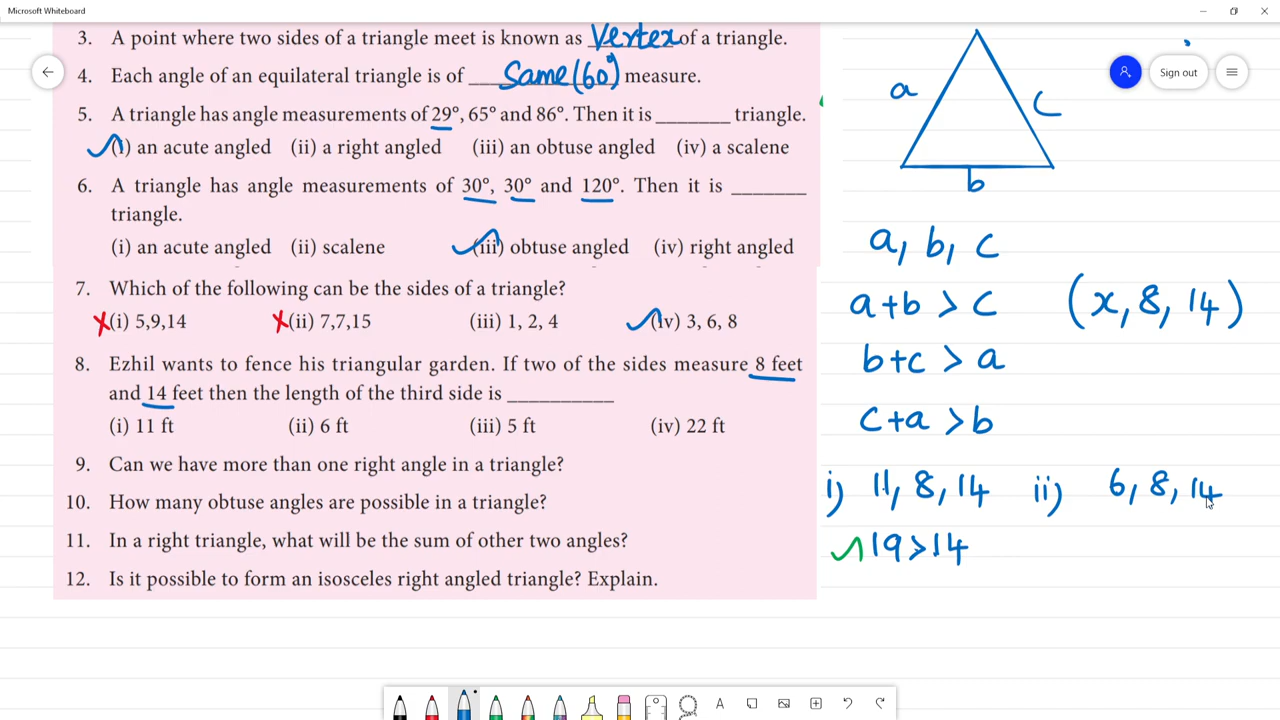 Microsoft Whiteboard
3. A point where two sides of a triangle meet is known as Vertex of a triangle.
4. Each angle of an equilateral triangle is of Same(60°) measure.
5. A triangle has angle measurements of 29°, 65° and 86°. Then it is _______ triangle.
(i) an acute angled (ii) a right angled (iii) an obtuse angled (iv) a scalene
6. A triangle has angle measurements of 30°, 30° and 120°. Then it is _______
triangle.
(i) an acute angled (ii) scalene (iii) obtuse angled (iv) right angled
7. Which of the following can be the sides of a triangle?
(i) 5,9,14 (ii) 7,7,15 (iii) 1, 2, 4 (iv) 3, 6, 8
8. Ezhil wants to fence his triangular garden. If two of the sides measure 8 feet
and 14 feet then the length of the third side is __________
(i) 11 ft (ii) 6 ft (iii) 5 ft (iv) 22 ft
9. Can we have more than one right angle in a triangle?
10. How many obtuse angles are possible in a triangle?
11. In a right triangle, what will be the sum of other two angles?
12. Is it possible to form an isosceles right angled triangle? Explain.
Sign out
a
c
b
a, b, c
a+b > c (x, 8, 14)
b+c > a
c+a > b
i) 11, 8, 14 ii) 6, 8, 14
19 > 14
A